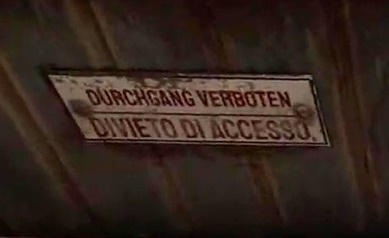 DURCHGANG VERBOTEN
DIVIETO DI ACCESSO.